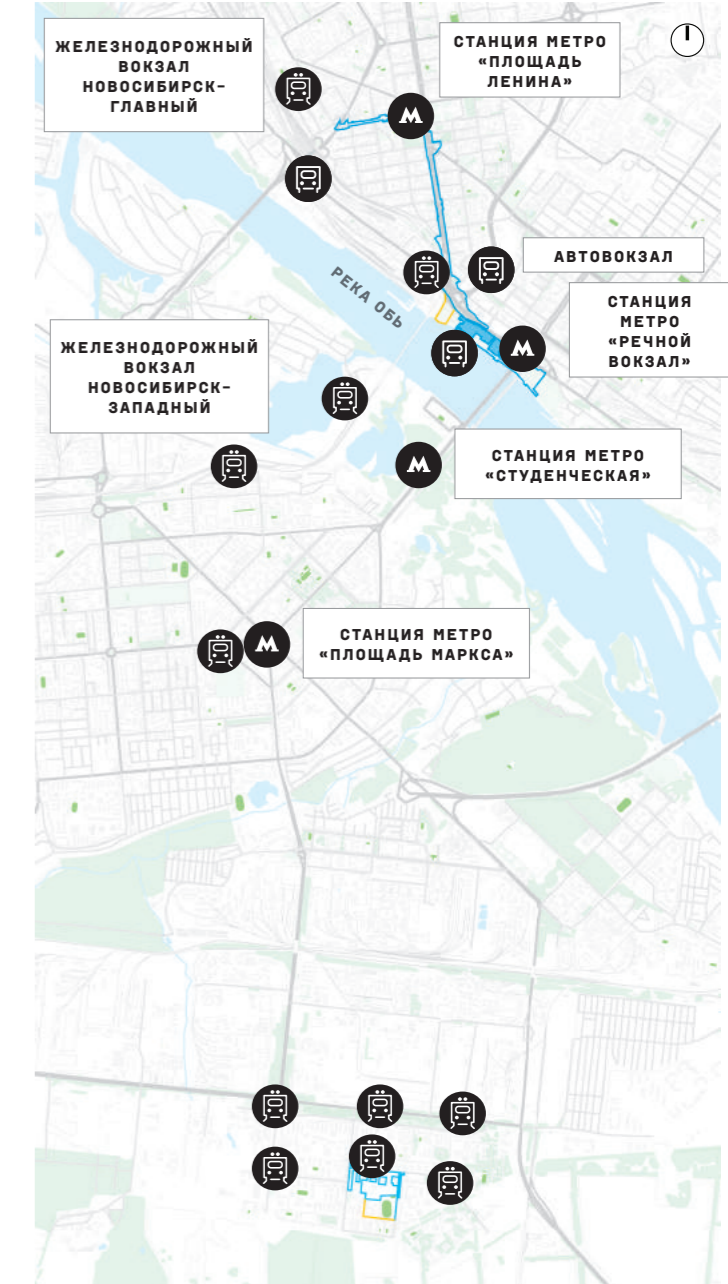 ЖЕЛЕЗНОДОРОЖНЫЙ
ВОКЗАЛ
НОВОСИБИРСК-
ГЛАВНЫЙ
СТАНЦИЯ МЕТРО
«ПЛОЩАДЬ
ЛЕНИНА»
АВТОВОКЗАЛ
РЕКА ОБЬ
СТАНЦИЯ
МЕТРО
«РЕЧНОЙ
ВОКЗАЛ»
ЖЕЛЕЗНОДОРОЖНЫЙ
ВОКЗАЛ
НОВОСИБИРСК-
ЗАПАДНЫЙ
СТАНЦИЯ МЕТРО
«СТУДЕНЧЕСКАЯ»
СТАНЦИЯ МЕТРО
«ПЛОЩАДЬ МАРКСА»